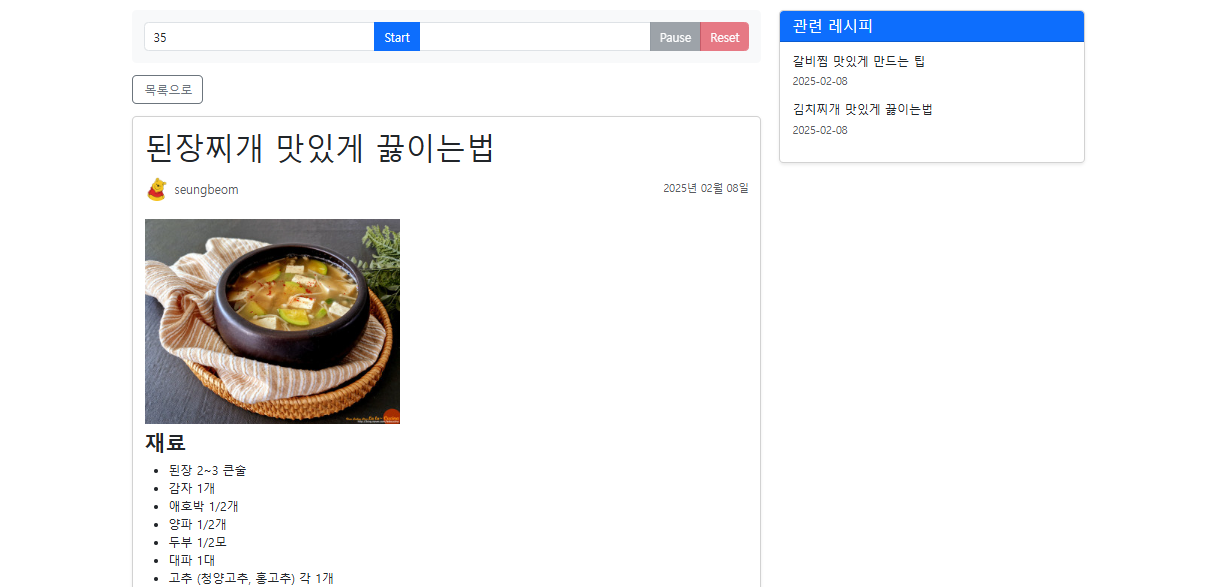 35 Start Pause Reset
목록으로
된장찌개 맛있게 끓이는법
seungbeom 2025년 02월 08일
재료
된장 2~3 큰술
감자 1개
애호박 1/2개
양파 1/2개
두부 1/2모
대파 1대
고추 (청양고추, 홍고추) 각 1개
관련 레시피
갈비찜 맛있게 만드는 팁
2025-02-08
김치찌개 맛있게 끓이는법
2025-02-08